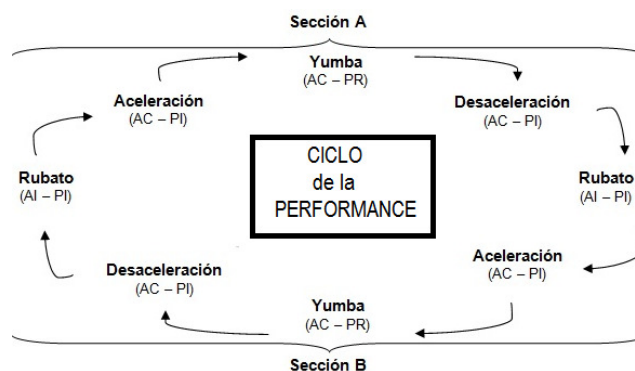 Sección A
Yumba
(AC – PR)
Aceleración
(AC – PI)
Desaceleración
(AC – PI)
Rubato
(AI – PI)
CICLO
de la
PERFORMANCE
Rubato
(AI – PI)
Desaceleración
(AC – PI)
Aceleración
(AC – PI)
Yumba
(AC – PR)
Sección B